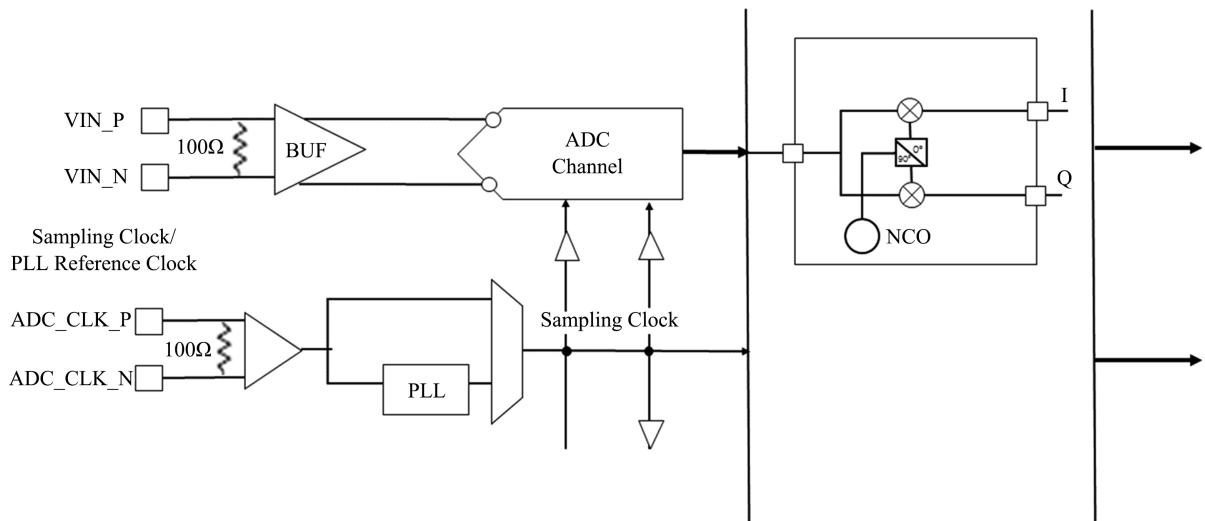 VIN_P
100Ω
VIN_N
BUF
ADC
Channel
I
0°
90°
Q
NCO
Sampling Clock/
PLL Reference Clock
ADC_CLK_P
100Ω
ADC_CLK_N
PLL
Sampling Clock